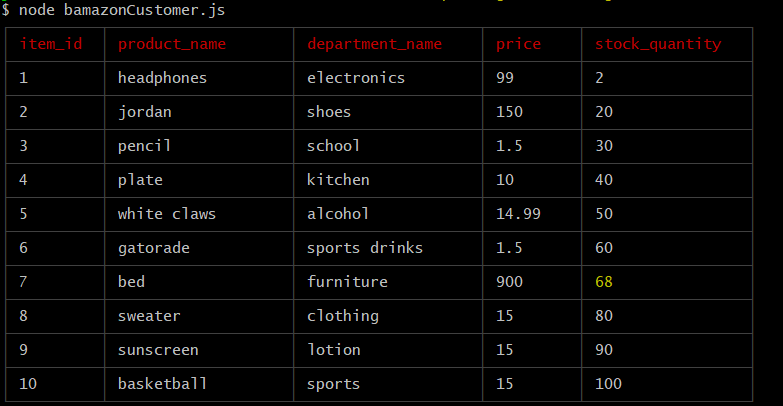 $ node bamazonCustomer.js
item_id product_name department_name price stock_quantity
1 headphones electronics 99 2
2 jordan shoes 150 20
3 pencil school 1.5 30
4 plate kitchen 10 40
5 white claws alcohol 14.99 50
6 gatorade sports drinks 1.5 60
7 bed furniture 900 68
8 sweater clothing 15 80
9 sunscreen lotion 15 90
10 basketball sports 15 100